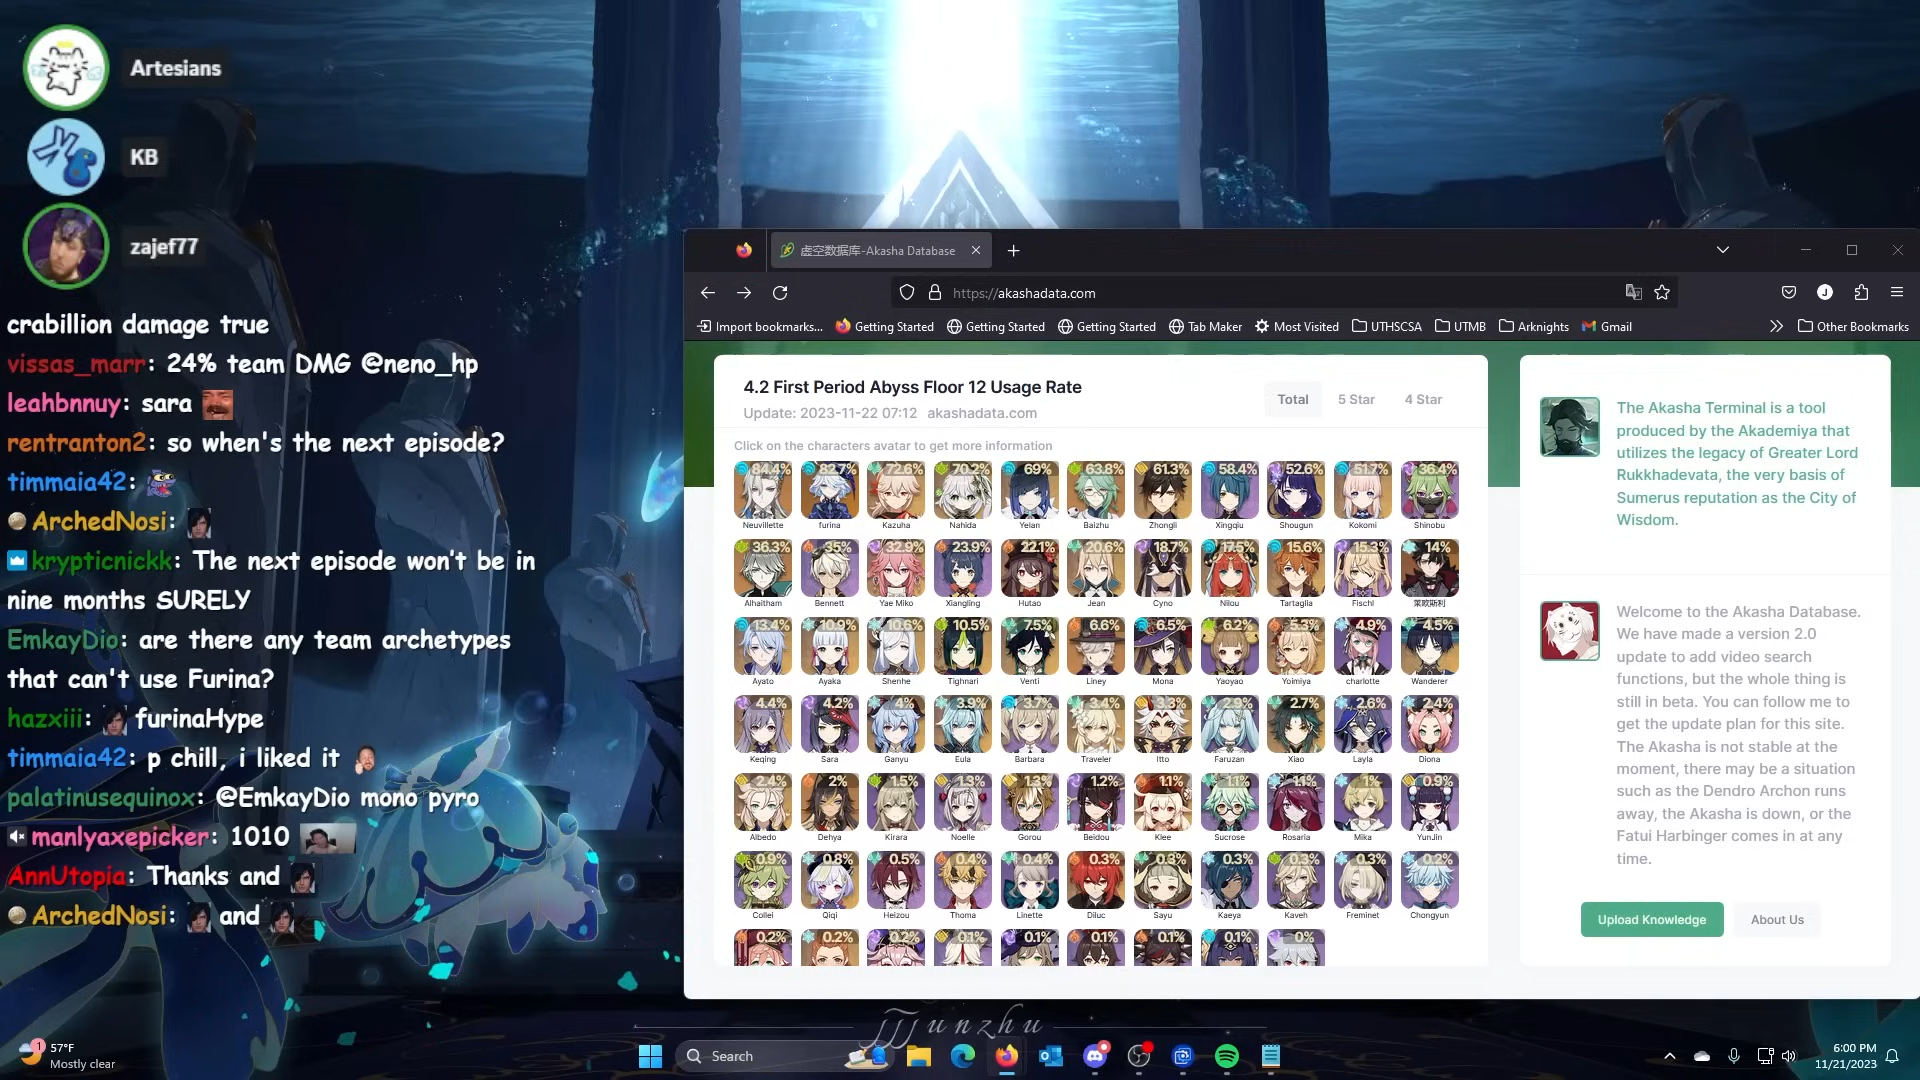 Artesians
KB
zajef77
crabillion damage true
vissas_marr: 24% team DMG @neno_hp
leahbnnuy: sara
rentranton2: so when's the next episode?
timmaia42:
ArchedNosi:
krypticnickk: The next episode won't be in
nine months SURELY
EmkayDio: are there any team archetypes
that can't use Furina?
hazxiii: furinaHype
timmaia42: p chill, i liked it
palatinusequinox: @EmkayDio mono pyro
manlyaxepicker: 1010
AnnUtopia: Thanks and
ArchedNosi: and
虚空数据库-Akasha Database
https://akashadata.com
Import bookmarks... Getting Started Getting Started Getting Started Tab Maker Most Visited UTHSCSA UTMB Arknights Gmail Other Bookmarks
4.2 First Period Abyss Floor 12 Usage Rate
Update: 2023-11-22 07:12 akashadata.com
Total 5 Star 4 Star
Click on the characters avatar to get more information
84.4% 82.7% 72.6% 70.2% 69% 63.8% 61.3% 58.4% 52.6% 51.7% 36.4%
Neuvillette furina Kazuha Nahida Yelan Baizhu Zhongli Xingqiu Shougun Kokomi Shinobu
36.3% 35% 32.9% 23.9% 22.1% 20.6% 18.7% 17.5% 15.6% 15.3% 14%
Alhaitham Bennett Yae Miko Xiangling Hutao Jean Cyno Nilou Tartaglia Fischl 莱欧斯利
13.4% 10.9% 10.6% 10.5% 7.5% 6.6% 6.5% 6.2% 5.3% 4.9% 4.5%
Ayato Ayaka Shenhe Tighnari Venti Liney Mona Yaoyao Yoimiya charlotte Wanderer
4.4% 4.2% 4% 3.9% 3.7% 3.4% 3.3% 2.9% 2.7% 2.6% 2.4%
Keqing Sara Ganyu Eula Barbara Traveler Itto Faruzan Xiao Layla Diona
2.4% 2% 1.5% 1.3% 1.3% 1.2% 1.1% 1.1% 1.1% 1% 0.9%
Albedo Dehya Kirara Noelle Gorou Beidou Klee Sucrose Rosaria Mika YunJin
0.9% 0.8% 0.5% 0.4% 0.4% 0.3% 0.3% 0.3% 0.3% 0.3% 0.2%
Collei Qiqi Heizou Thoma Linette Diluc Sayu Kaeya Kaveh Freminet Chongyun
0.2% 0.2% 0.2% 0.1% 0.1% 0.1% 0.1% 0.1% 0%
The Akasha Terminal is a tool
produced by the Akademiya that
utilizes the legacy of Greater Lord
Rukkhadevata, the very basis of
Sumerus reputation as the City of
Wisdom.
Welcome to the Akasha Database.
We have made a version 2.0
update to add video search
functions, but the whole thing is
still in beta. You can follow me to
get the update plan for this site.
The Akasha is not stable at the
moment, there may be a situation
such as the Dendro Archon runs
away, the Akasha is down, or the
Fatui Harbinger comes in at any
time.
Upload Knowledge About Us
Junzhu
1
57°F
Mostly clear
Search
6:00 PM
11/21/2023